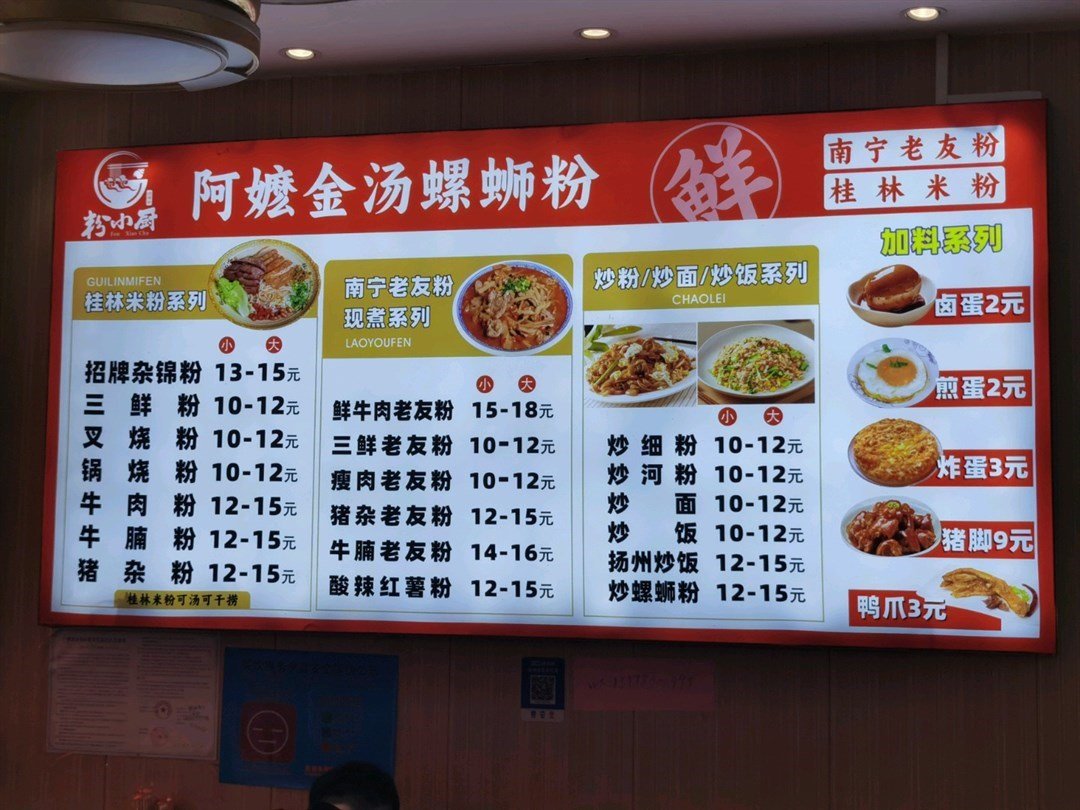 粉小厨
Fen Xiao Chu
阿嬷金汤螺蛳粉
鲜
南宁老友粉
桂林米粉
GUILINMIFEN
桂林米粉系列
小 大
招牌杂锦粉 13-15元
三鲜粉 10-12元
叉烧粉 10-12元
锅烧粉 10-12元
牛肉粉 12-15元
牛腩粉 12-15元
猪杂粉 12-15元
桂林米粉可汤可干捞
南宁老友粉
现煮系列
LAOYOUFEN
小 大
鲜牛肉老友粉 15-18元
三鲜老友粉 10-12元
瘦肉老友粉 10-12元
猪杂老友粉 12-15元
牛腩老友粉 14-16元
酸辣红薯粉 12-15元
炒粉/炒面/炒饭系列
CHAOLEI
小 大
炒细粉 10-12元
炒河粉 10-12元
炒面 10-12元
炒饭 10-12元
扬州炒饭 12-15元
炒螺蛳粉 12-15元
加料系列
卤蛋2元
煎蛋2元
炸蛋3元
猪脚9元
鸭爪3元